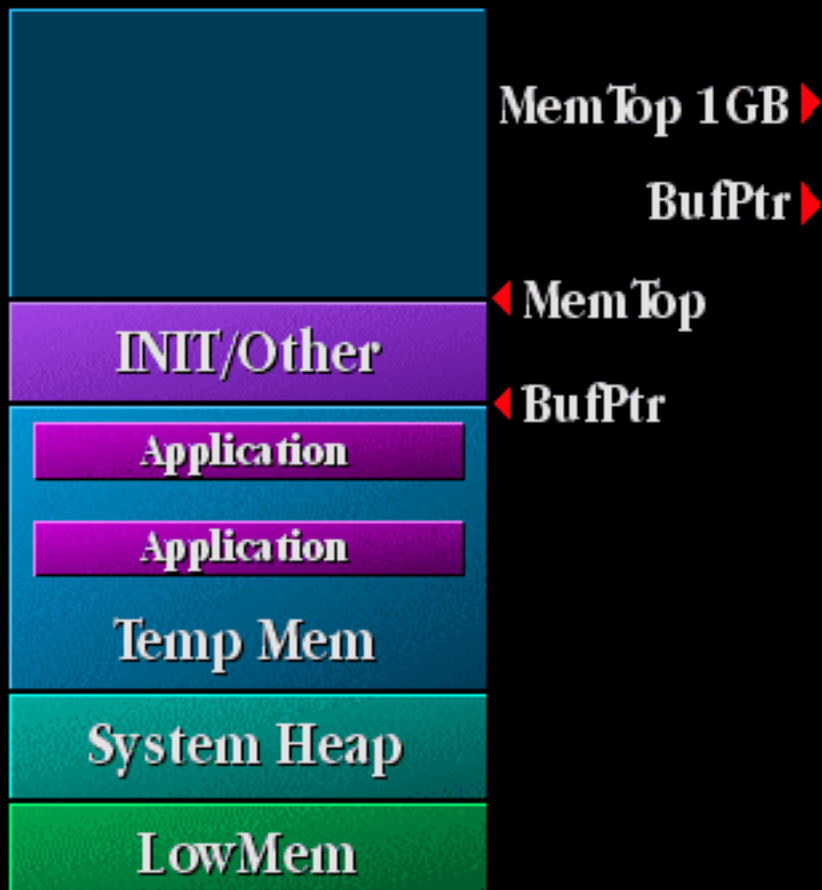 MemTop 1GB
BufPtr
MemTop
INIT/Other
BufPtr
Application
Application
Temp Mem
System Heap
LowMem